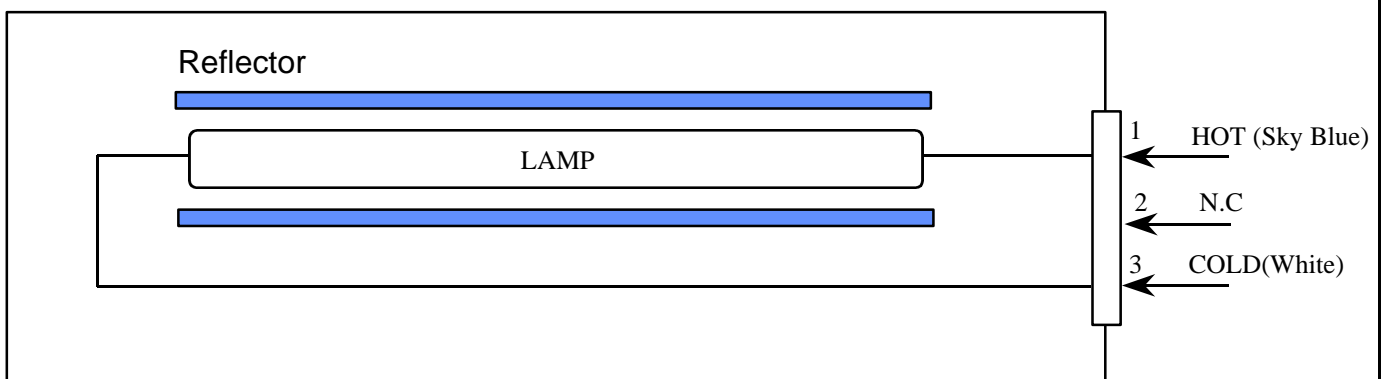 Reflector
LAMP
1 HOT (Sky Blue)
2 N.C
3 COLD(White)